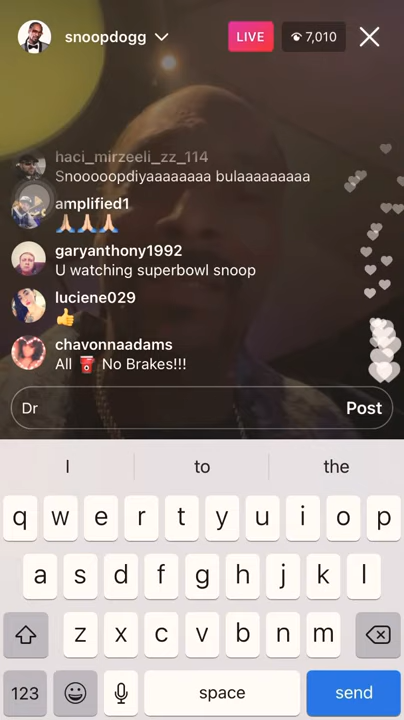 snoopdogg
LIVE
7,010
haci_mirzeeli_zz_114
Snooooopdiyaaaaaaaa bulaaaaaaaaa
amplified1
🙏🏻🙏🏻🙏🏻
garyanthony1992
U watching superbowl snoop
luciene029
👍
chavonnaadams
All ⛽ No Brakes!!!
Dr Post
I to the
q w e r t y u i o p
a s d f g h j k l
z x c v b n m
123 space send